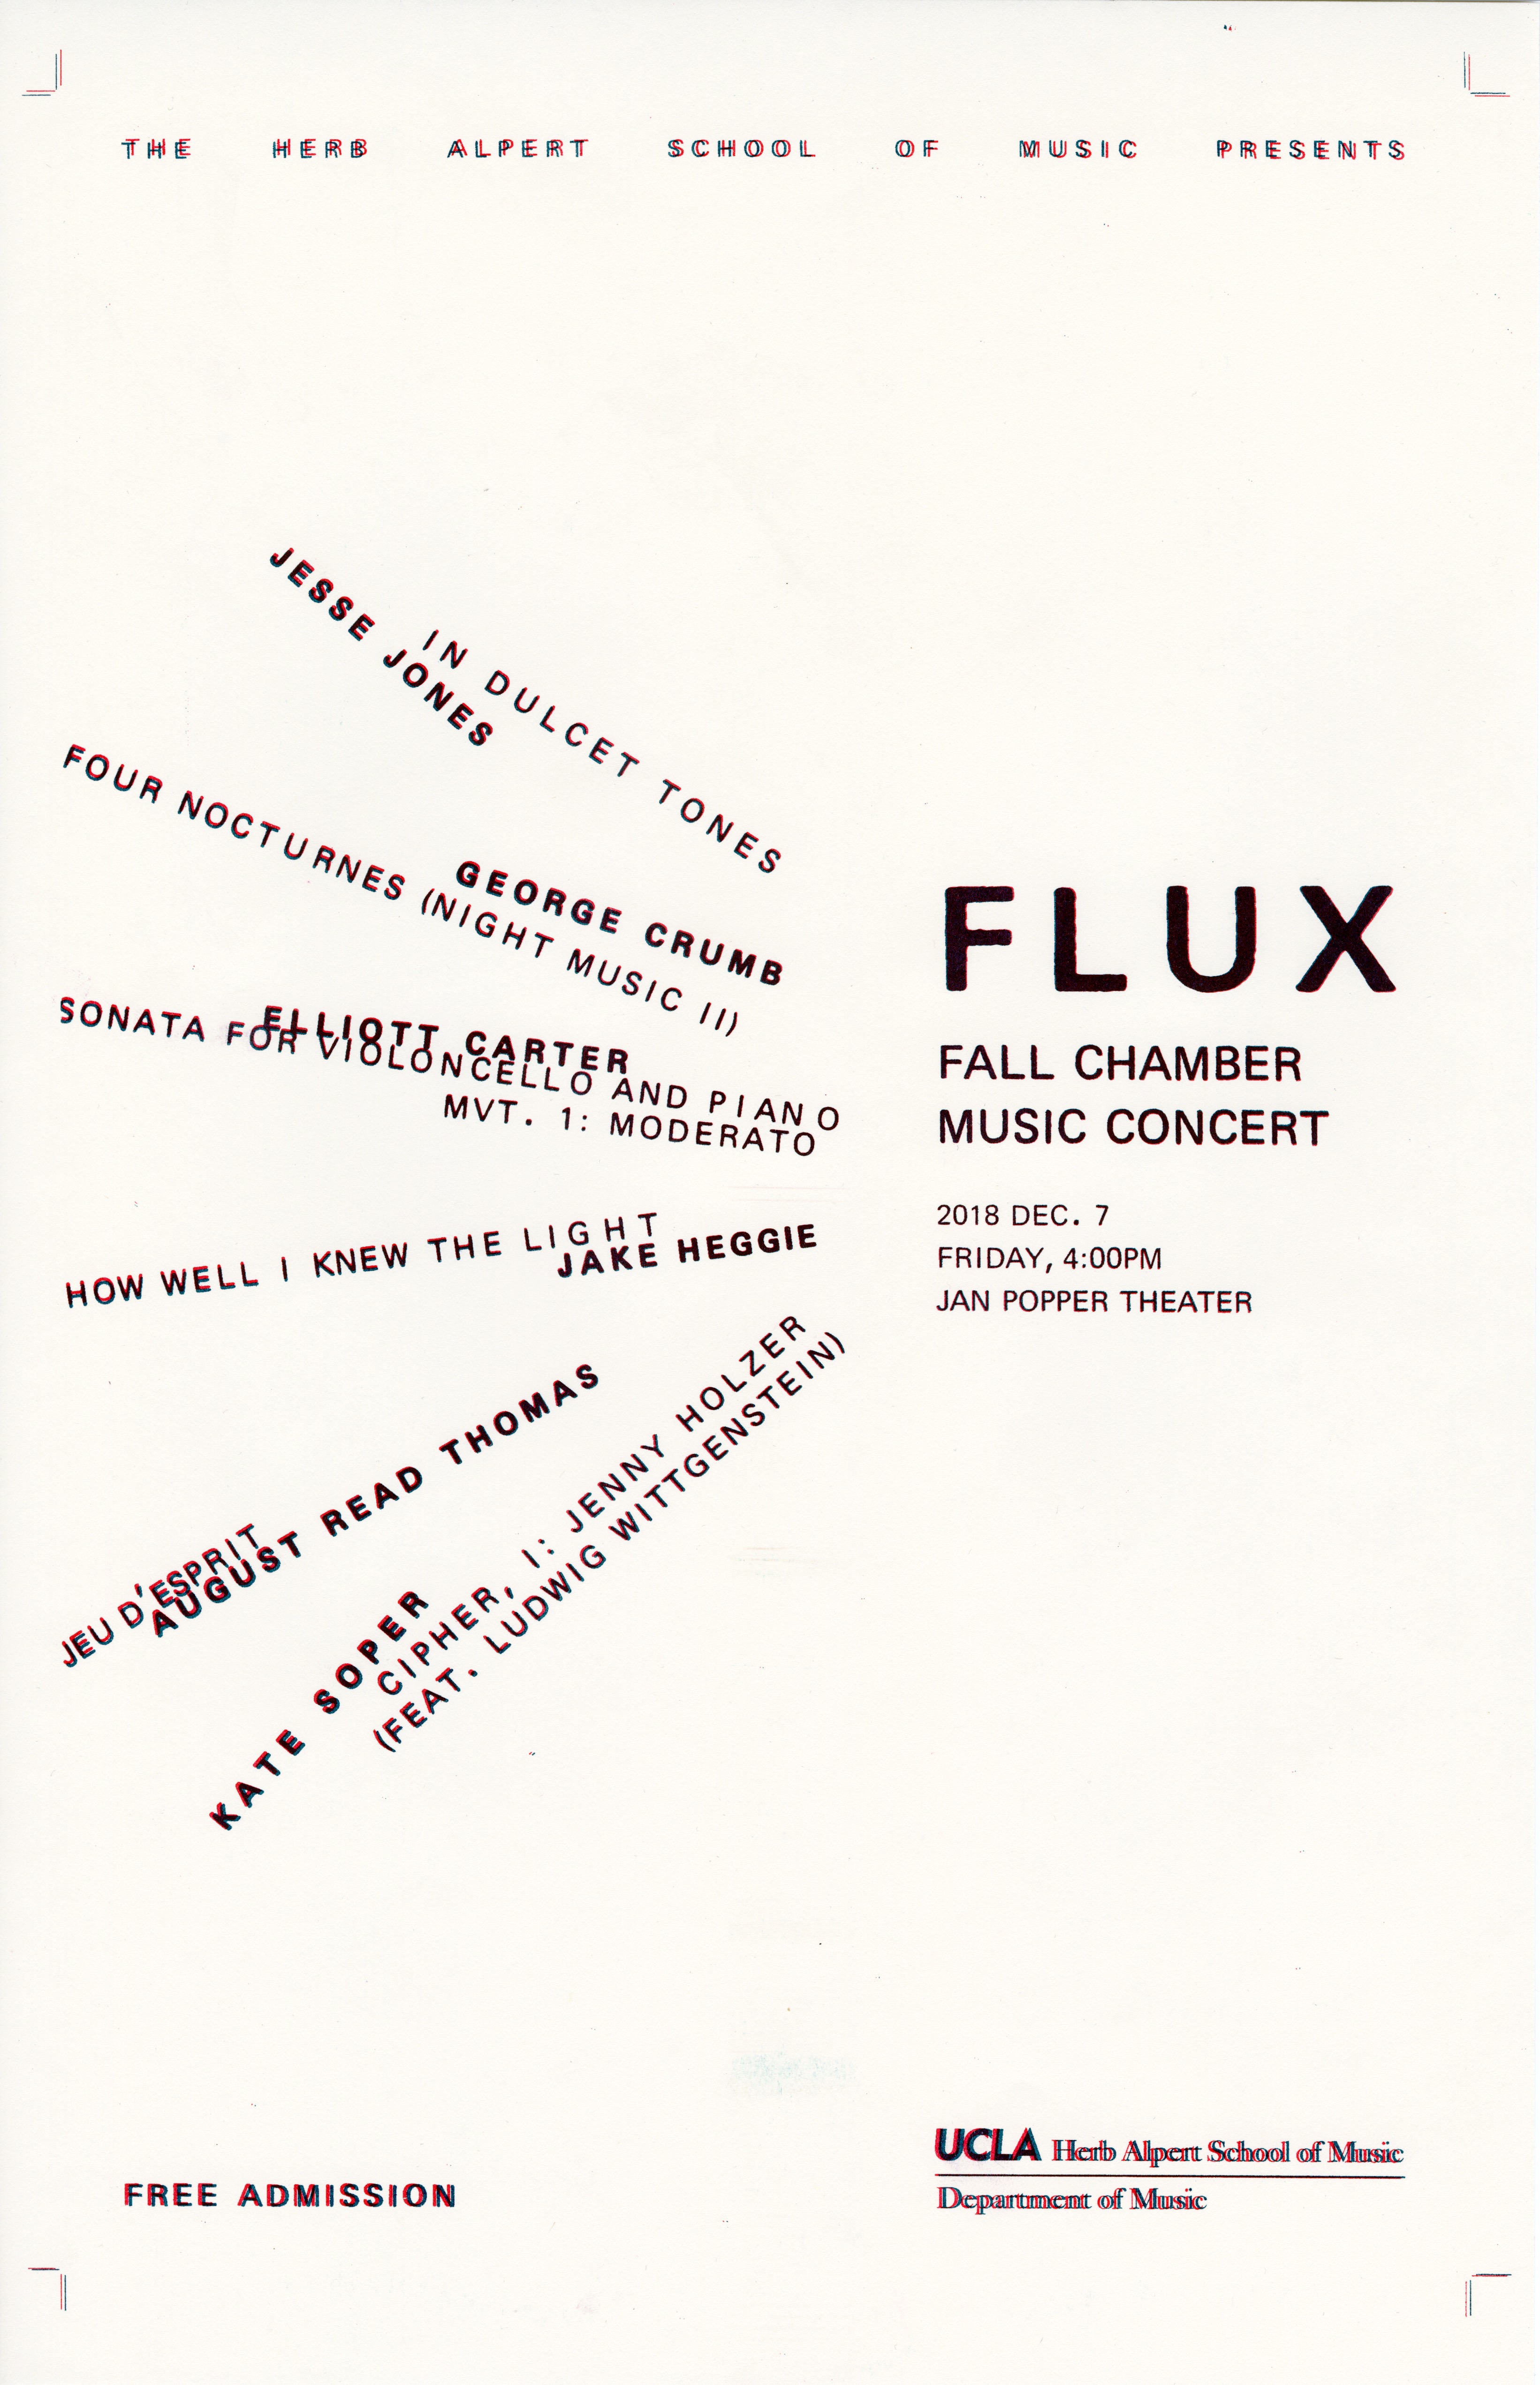 THE HERB ALPERT SCHOOL OF MUSIC PRESENTS
JESSE JONES
IN DULCET TONES
GEORGE CRUMB
FOUR NOCTURNES (NIGHT MUSIC II)
ELLIOTT CARTER
SONATA FOR VIOLONCELLO AND PIANO
MVT. 1: MODERATO
HOW WELL I KNEW THE LIGHT
JAKE HEGGIE
JEU D'ESPRIT
AUGUST READ THOMAS
KATE SOPER
CIPHER, I: JENNY HOLZER
(FEAT. LUDWIG WITTGENSTEIN)
FLUX
FALL CHAMBER
MUSIC CONCERT
2018 DEC. 7
FRIDAY, 4:00PM
JAN POPPER THEATER
FREE ADMISSION
UCLA Herb Alpert School of Music
Department of Music